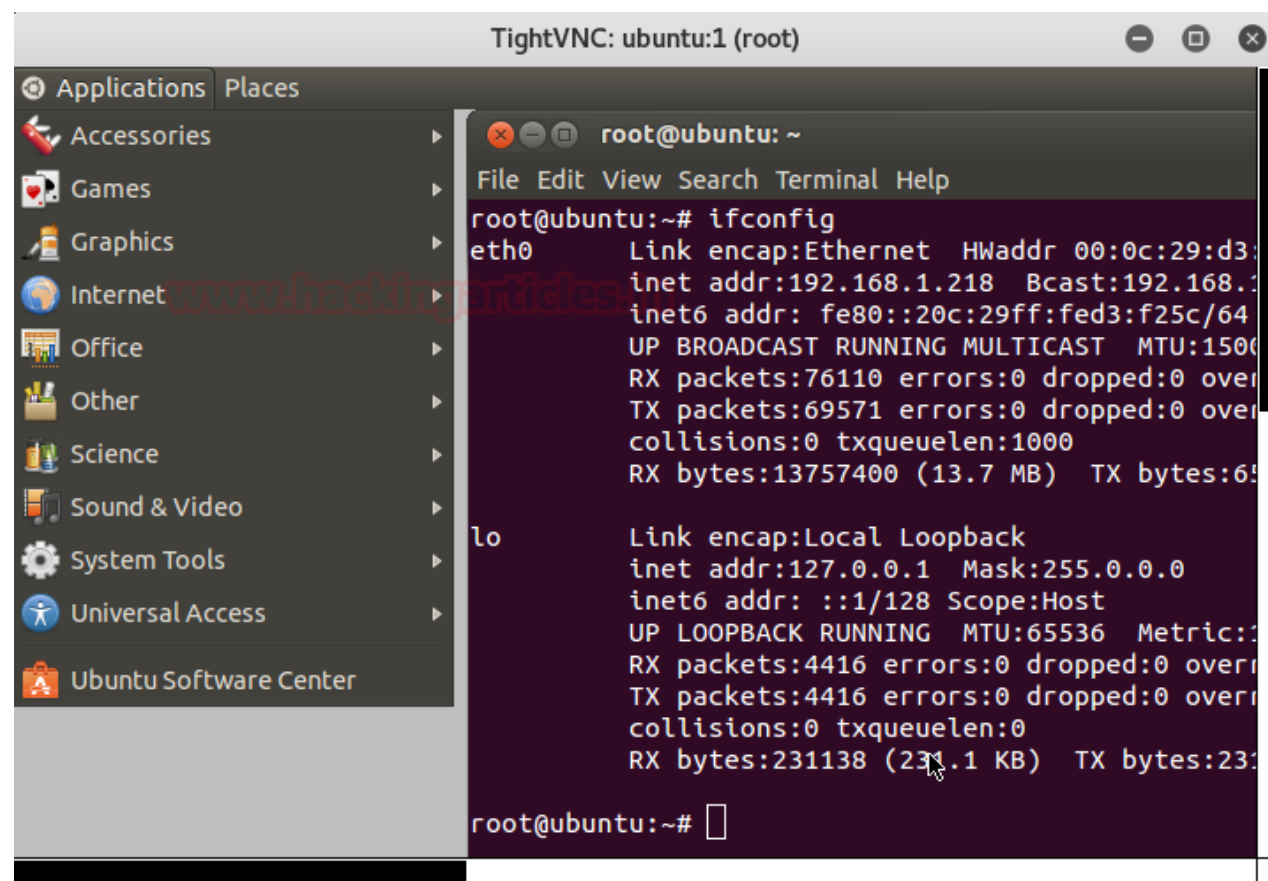 TightVNC: ubuntu:1 (root)
Applications Places
Accessories
Games
Graphics
Internet
Office
Other
Science
Sound & Video
System Tools
Universal Access
Ubuntu Software Center
root@ubuntu: ~
File Edit View Search Terminal Help
root@ubuntu:~# ifconfig
eth0 Link encap:Ethernet HWaddr 00:0c:29:d3:
inet addr:192.168.1.218 Bcast:192.168.1
inet6 addr: fe80::20c:29ff:fed3:f25c/64
UP BROADCAST RUNNING MULTICAST MTU:1500
RX packets:76110 errors:0 dropped:0 over
TX packets:69571 errors:0 dropped:0 over
collisions:0 txqueuelen:1000
RX bytes:13757400 (13.7 MB) TX bytes:65
lo Link encap:Local Loopback
inet addr:127.0.0.1 Mask:255.0.0.0
inet6 addr: ::1/128 Scope:Host
UP LOOPBACK RUNNING MTU:65536 Metric:1
RX packets:4416 errors:0 dropped:0 overr
TX packets:4416 errors:0 dropped:0 overr
collisions:0 txqueuelen:0
RX bytes:231138 (231.1 KB) TX bytes:231
root@ubuntu:~#
www.hackingarticles.in